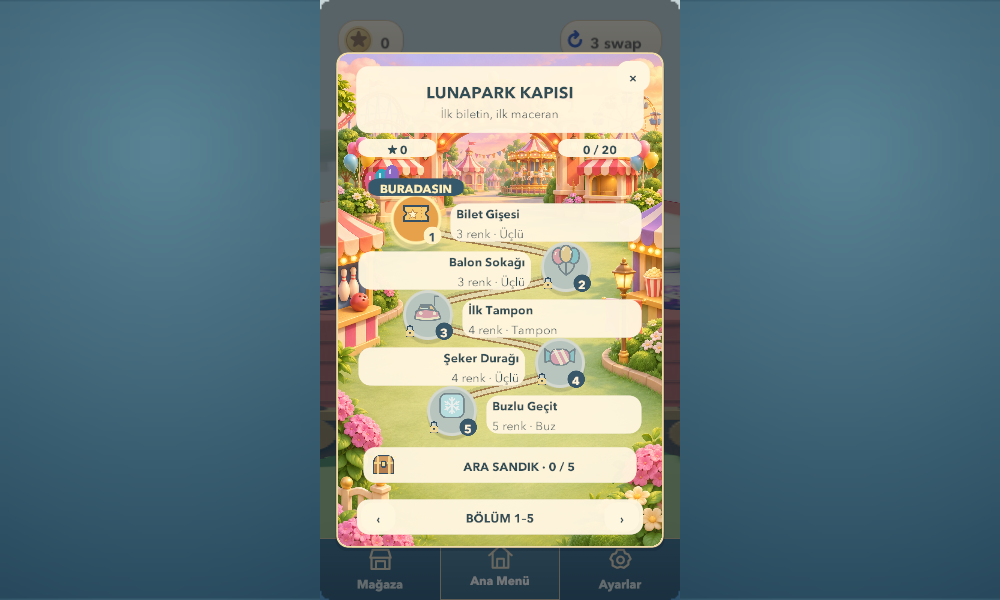 0
3 swap
×
LUNAPARK KAPISI
İlk biletin, ilk maceran
★0
0 / 20
BURADASIN
Bilet Gişesi
1
3 renk · Üçlü
Balon Sokağı
3 renk · Üçlü
2
İlk Tampon
3
4 renk · Tampon
Şeker Durağı
4 renk · Üçlü
4
Buzlu Geçit
5
5 renk · Buz
ARA SANDIK · 0 / 5
‹ BÖLÜM 1–5 ›
Mağaza
Ana Menü
Ayarlar